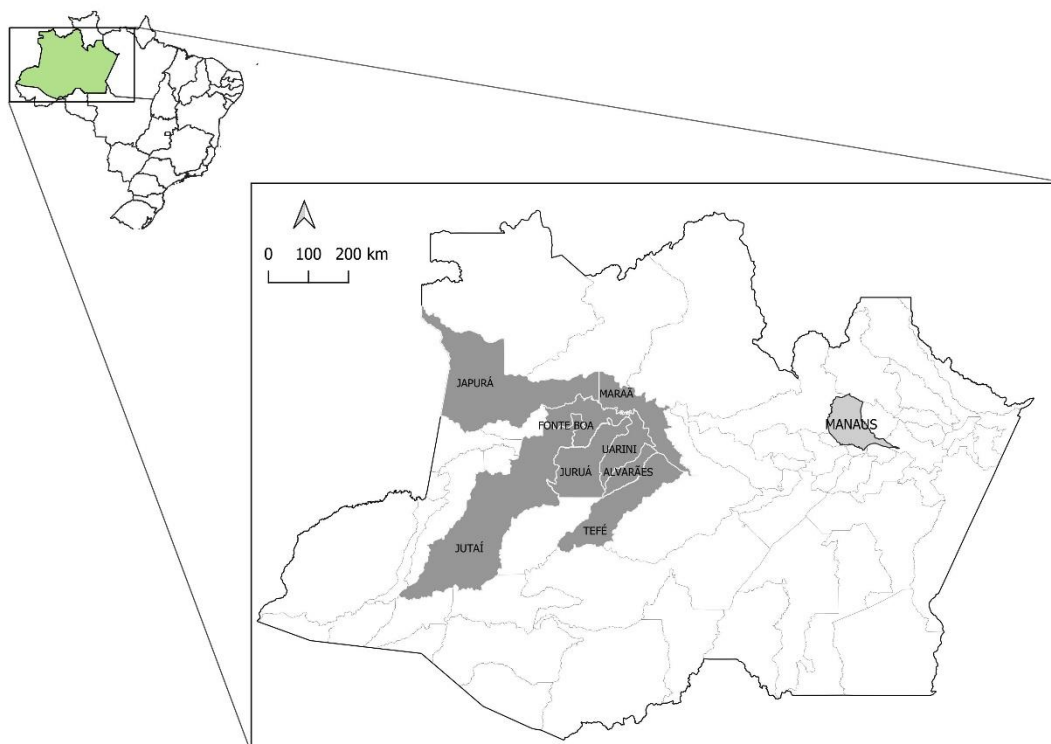 0 100 200 km
JAPURÁ
MARAÃ
FONTE BOA
MANAUS
UARINI
JURUÁ
ALVARÃES
TEFÉ
JUTAÍ